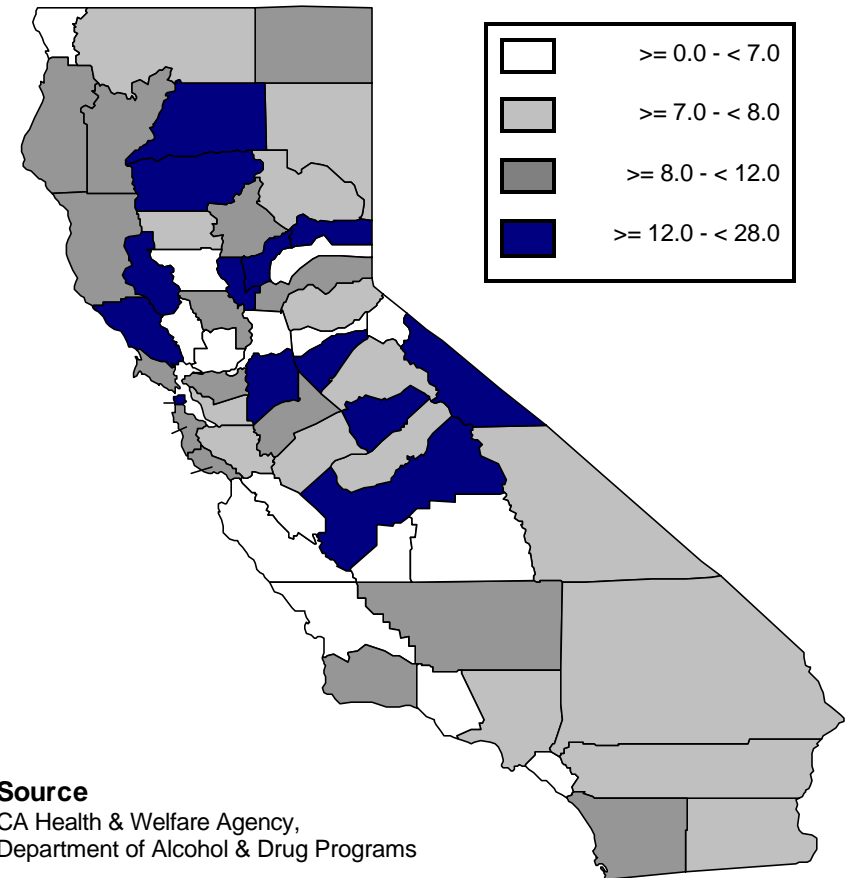 >= 0.0 - < 7.0
>= 7.0 - < 8.0
>= 8.0 - < 12.0
>= 12.0 - < 28.0
Source
CA Health & Welfare Agency,
Department of Alcohol & Drug Programs